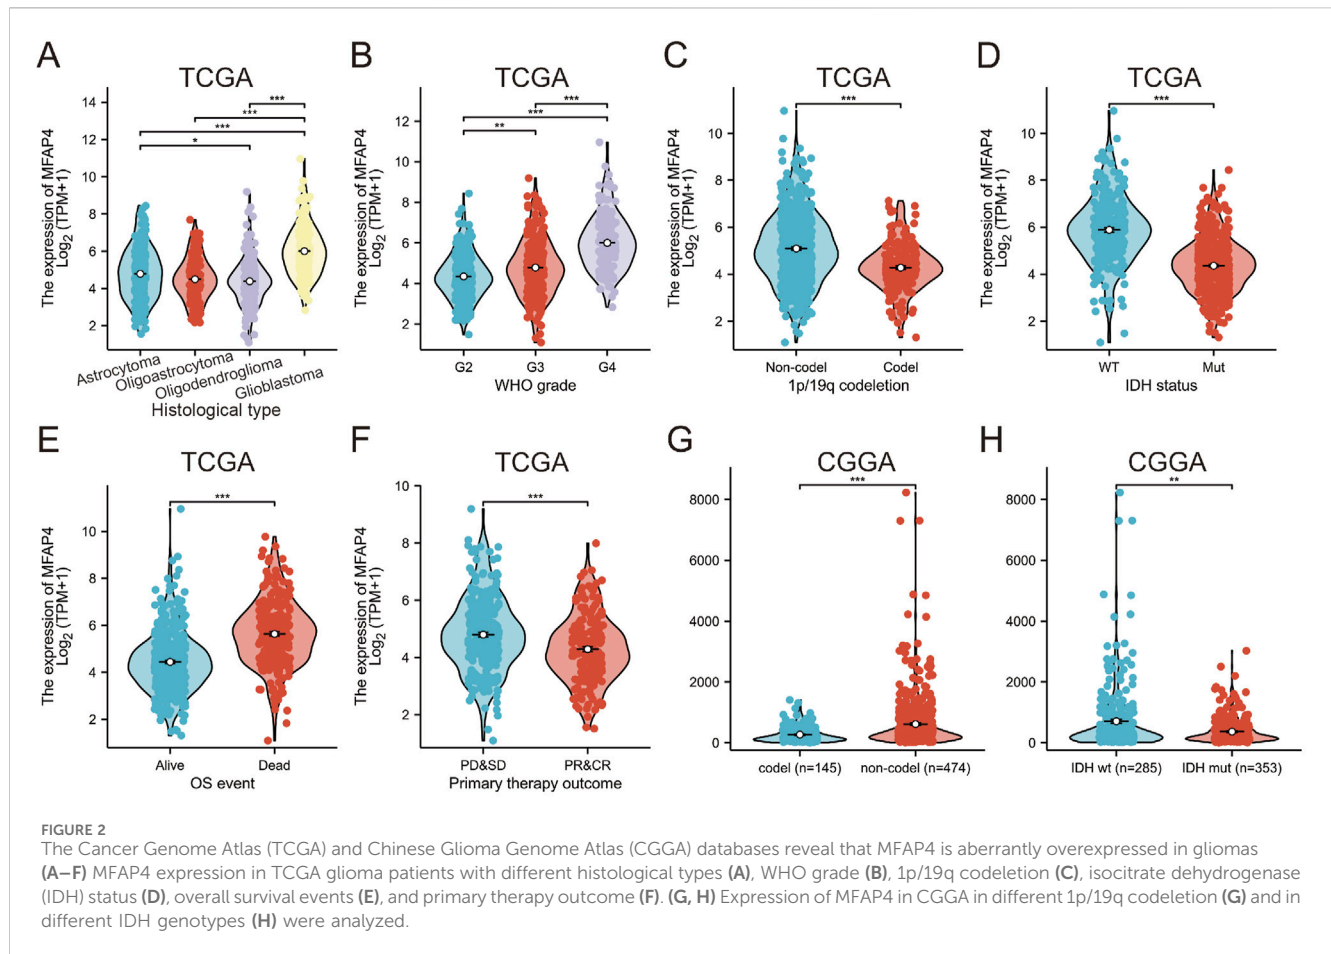 A
TCGA
The expression of MFAP4
Log2 (TPM+1)
14
12
10
8
6
4
2
***
***
***
*
Astrocytoma
Oligoastrocytoma
Oligodendroglioma
Glioblastoma
Histological type
B
TCGA
The expression of MFAP4
Log2 (TPM+1)
12
10
8
6
4
2
***
***
**
G2 G3 G4
WHO grade
C
TCGA
The expression of MFAP4
Log2 (TPM+1)
10
8
6
4
2
***
Non-codel Codel
1p/19q codeletion
D
TCGA
The expression of MFAP4
Log2 (TPM+1)
10
8
6
4
2
***
WT Mut
IDH status
E
TCGA
The expression of MFAP4
Log2 (TPM+1)
10
8
6
4
2
***
Alive Dead
OS event
F
TCGA
The expression of MFAP4
Log2 (TPM+1)
10
8
6
4
2
***
PD&SD PR&CR
Primary therapy outcome
G
CGGA
8000
6000
4000
2000
0
***
codel (n=145) non-codel (n=474)
H
CGGA
8000
6000
4000
2000
0
**
IDH wt (n=285) IDH mut (n=353)
FIGURE 2
The Cancer Genome Atlas (TCGA) and Chinese Glioma Genome Atlas (CGGA) databases reveal that MFAP4 is aberrantly overexpressed in gliomas
(A–F) MFAP4 expression in TCGA glioma patients with different histological types (A), WHO grade (B), 1p/19q codeletion (C), isocitrate dehydrogenase
(IDH) status (D), overall survival events (E), and primary therapy outcome (F). (G, H) Expression of MFAP4 in CGGA in different 1p/19q codeletion (G) and in
different IDH genotypes (H) were analyzed.